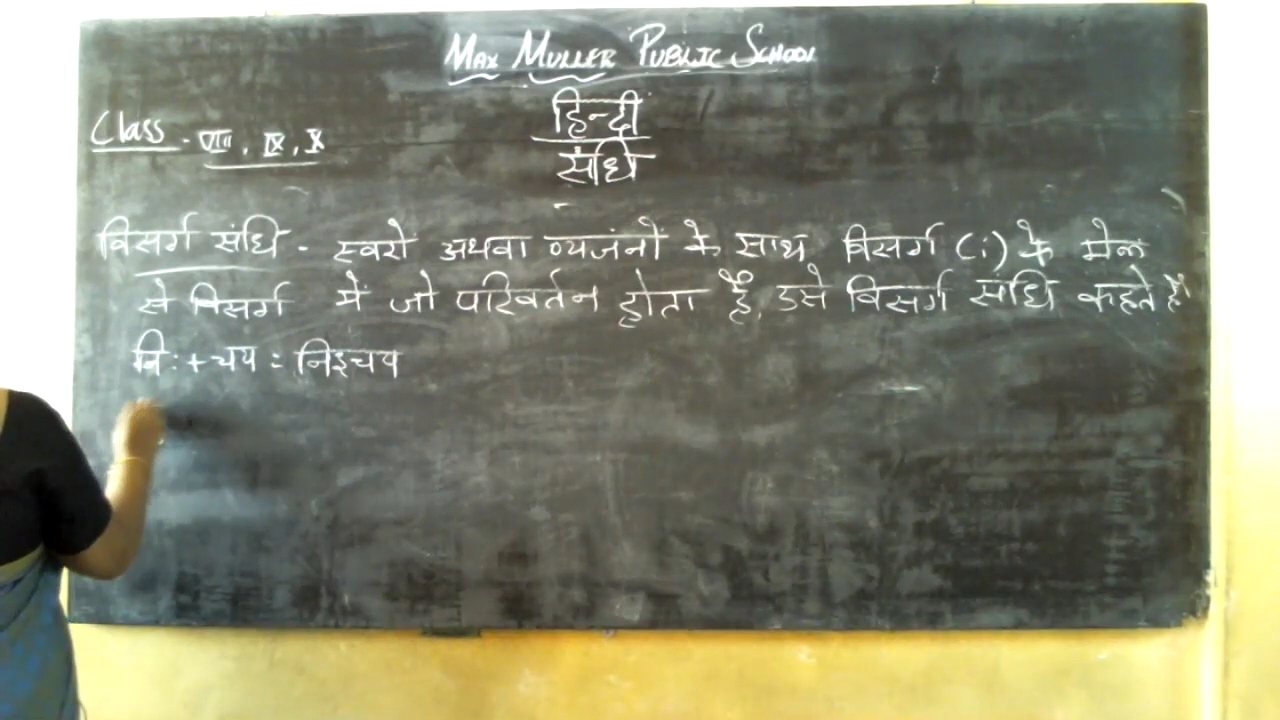 MAX MULLER PUBLIC SCHOOL
हिन्दी
Class - VIII, IX, X
संधि
विसर्ग संधि - स्वरों अथवा व्यजंनों के साथ विसर्ग (:) के मेल
से विसर्ग में जो परिवर्तन होता है, उसे विसर्ग संधि कहते हैं
नि: + चय = निश्चय